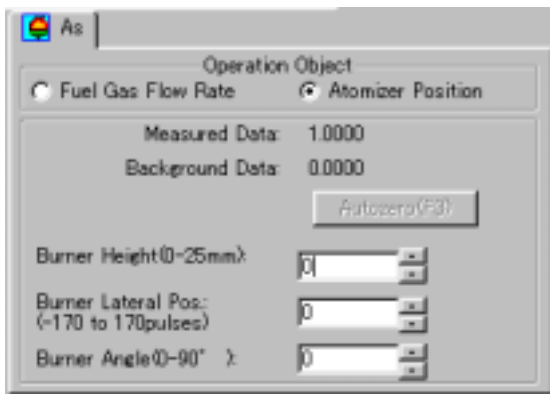 As
Operation Object
Fuel Gas Flow Rate Atomizer Position
Measured Data: 1.0000
Background Data: 0.0000
Autozero(F3)
Burner Height(0-25mm): 0
Burner Lateral Pos.:
(-170 to 170pulses) 0
Burner Angle(0-90° ): 0